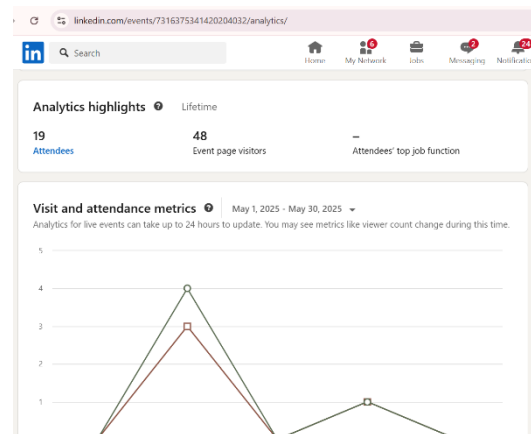 linkedin.com/events/7316375341420204032/analytics/
in Search 6 2 24
Home My Network Jobs Messaging Notificatio
Analytics highlights ? Lifetime
19 48 –
Attendees Event page visitors Attendees' top job function
Visit and attendance metrics ? May 1, 2025 - May 30, 2025
Analytics for live events can take up to 24 hours to update. You may see metrics like viewer count change during this time.
5
4
3
2
1